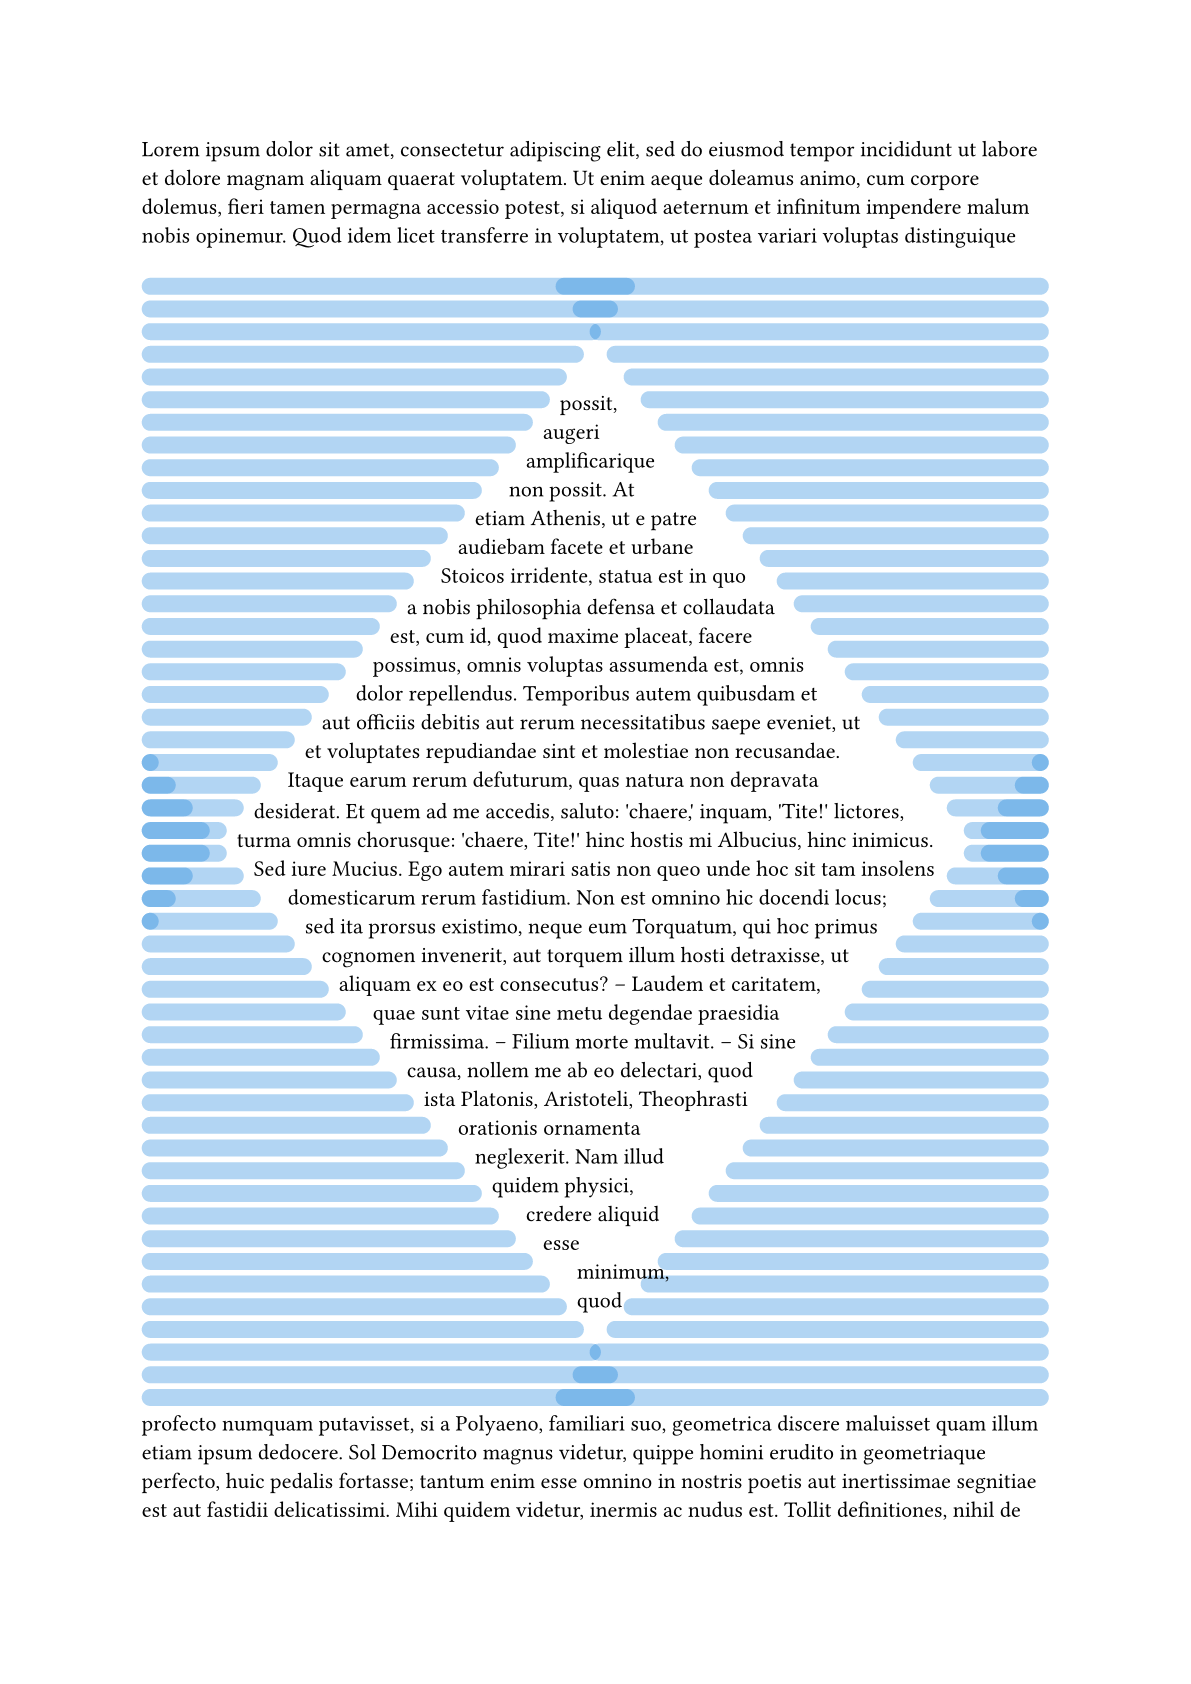 Lorem ipsum dolor sit amet, consectetur adipiscing elit, sed do eiusmod tempor incididunt ut labore
et dolore magnam aliquam quaerat voluptatem. Ut enim aeque doleamus animo, cum corpore
dolemus, fieri tamen permagna accessio potest, si aliquod aeternum et infinitum impendere malum
nobis opinemur. Quod idem licet transferre in voluptatem, ut postea variari voluptas distinguique
possit,
augeri
amplificarique
non possit. At
etiam Athenis, ut e patre
audiebam facete et urbane
Stoicos irridente, statua est in quo
a nobis philosophia defensa et collaudata
est, cum id, quod maxime placeat, facere
possimus, omnis voluptas assumenda est, omnis
dolor repellendus. Temporibus autem quibusdam et
aut officiis debitis aut rerum necessitatibus saepe eveniet, ut
et voluptates repudiandae sint et molestiae non recusandae.
Itaque earum rerum defuturum, quas natura non depravata
desiderat. Et quem ad me accedis, saluto: 'chaere,' inquam, 'Tite!' lictores,
turma omnis chorusque: 'chaere, Tite!' hinc hostis mi Albucius, hinc inimicus.
Sed iure Mucius. Ego autem mirari satis non queo unde hoc sit tam insolens
domesticarum rerum fastidium. Non est omnino hic docendi locus;
sed ita prorsus existimo, neque eum Torquatum, qui hoc primus
cognomen invenerit, aut torquem illum hosti detraxisse, ut
aliquam ex eo est consecutus? – Laudem et caritatem,
quae sunt vitae sine metu degendae praesidia
firmissima. – Filium morte multavit. – Si sine
causa, nollem me ab eo delectari, quod
ista Platonis, Aristoteli, Theophrasti
orationis ornamenta
neglexerit. Nam illud
quidem physici,
credere aliquid
esse
minimum,
quod
profecto numquam putavisset, si a Polyaeno, familiari suo, geometrica discere maluisset quam illum
etiam ipsum dedocere. Sol Democrito magnus videtur, quippe homini erudito in geometriaque
perfecto, huic pedalis fortasse; tantum enim esse omnino in nostris poetis aut inertissimae segnitiae
est aut fastidii delicatissimi. Mihi quidem videtur, inermis ac nudus est. Tollit definitiones, nihil de